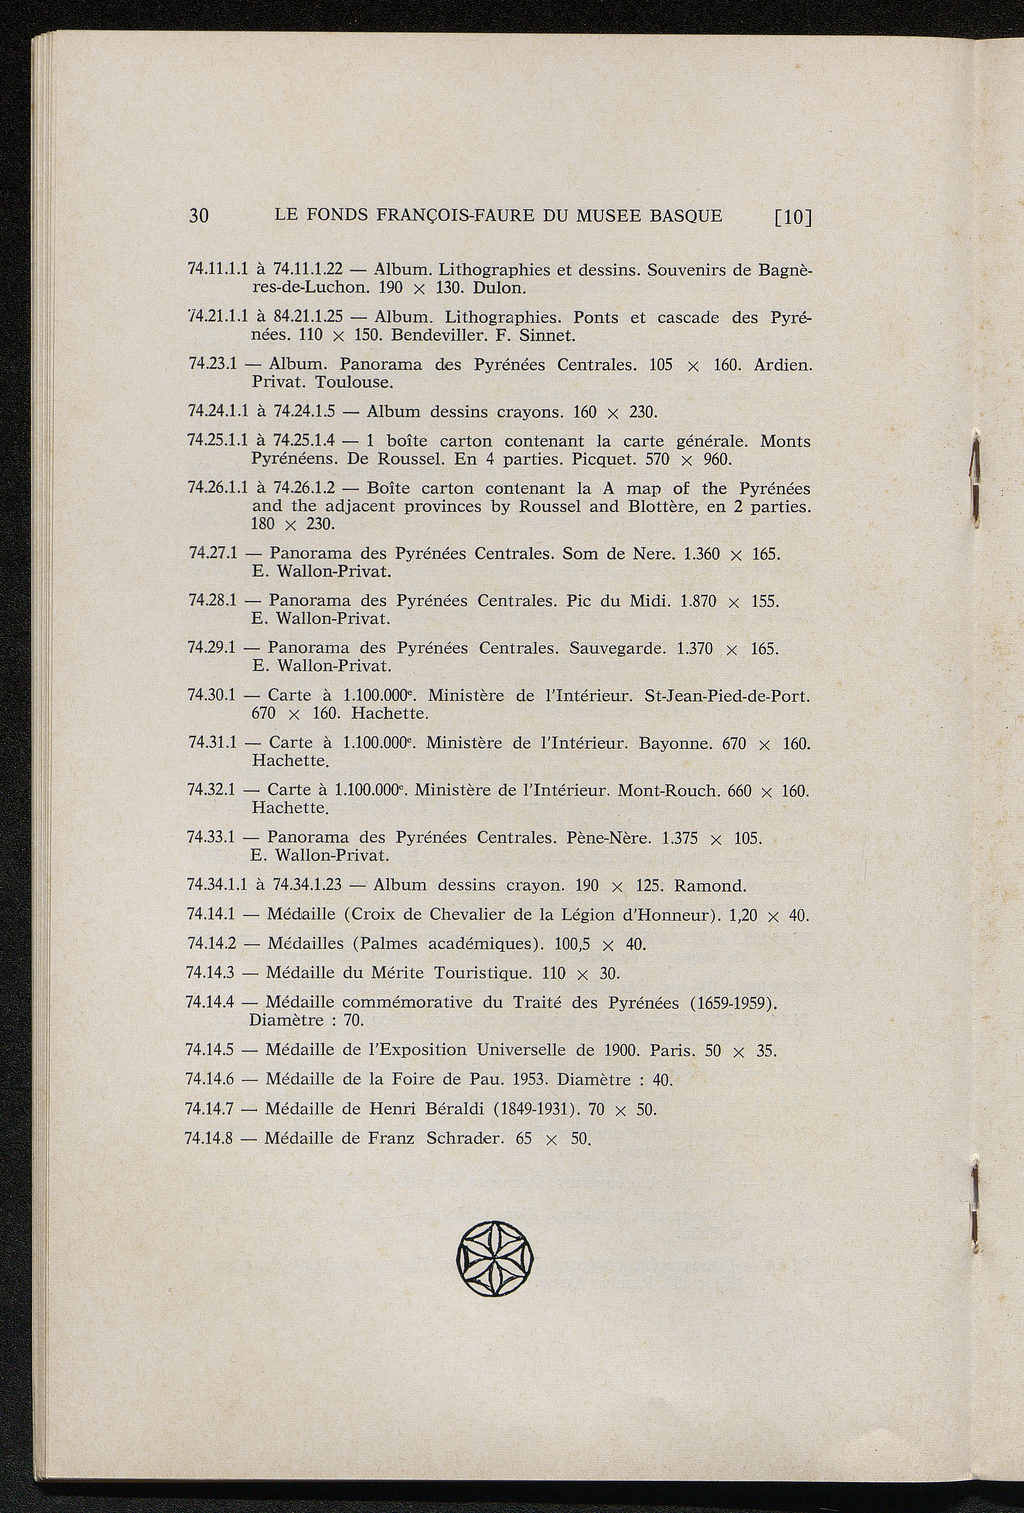 30 LE FONDS FRANÇOIS-FAURE DU MUSEE BASQUE [10]
74.11.1.1 à 74.11.1.22 — Album. Lithographies et dessins. Souvenirs de Bagnè-
res-de-Luchon. 190 × 130. Dulon.
74.21.1.1 à 84.21.1.25 — Album. Lithographies. Ponts et cascade des Pyré-
nées. 110 × 150. Bendeviller. F. Sinnet.
74.23.1 — Album. Panorama des Pyrénées Centrales. 105 × 160. Ardien.
Privat. Toulouse.
74.24.1.1 à 74.24.1.5 — Album dessins crayons. 160 × 230.
74.25.1.1 à 74.25.1.4 — 1 boîte carton contenant la carte générale. Monts
Pyrénéens. De Roussel. En 4 parties. Picquet. 570 × 960.
74.26.1.1 à 74.26.1.2 — Boîte carton contenant la A map of the Pyrénées
and the adjacent provinces by Roussel and Blottère, en 2 parties.
180 × 230.
74.27.1 — Panorama des Pyrénées Centrales. Som de Nere. 1.360 × 165.
E. Wallon-Privat.
74.28.1 — Panorama des Pyrénées Centrales. Pic du Midi. 1.870 × 155.
E. Wallon-Privat.
74.29.1 — Panorama des Pyrénées Centrales. Sauvegarde. 1.370 × 165.
E. Wallon-Privat.
74.30.1 — Carte à 1.100.000e. Ministère de l'Intérieur. St-Jean-Pied-de-Port.
670 × 160. Hachette.
74.31.1 — Carte à 1.100.000e. Ministère de l'Intérieur. Bayonne. 670 × 160.
Hachette.
74.32.1 — Carte à 1.100.000e. Ministère de l'Intérieur. Mont-Rouch. 660 × 160.
Hachette.
74.33.1 — Panorama des Pyrénées Centrales. Pène-Nère. 1.375 × 105.
E. Wallon-Privat.
74.34.1.1 à 74.34.1.23 — Album dessins crayon. 190 × 125. Ramond.
74.14.1 — Médaille (Croix de Chevalier de la Légion d'Honneur). 1,20 × 40.
74.14.2 — Médailles (Palmes académiques). 100,5 × 40.
74.14.3 — Médaille du Mérite Touristique. 110 × 30.
74.14.4 — Médaille commémorative du Traité des Pyrénées (1659-1959).
Diamètre : 70.
74.14.5 — Médaille de l'Exposition Universelle de 1900. Paris. 50 × 35.
74.14.6 — Médaille de la Foire de Pau. 1953. Diamètre : 40.
74.14.7 — Médaille de Henri Béraldi (1849-1931). 70 × 50.
74.14.8 — Médaille de Franz Schrader. 65 × 50.